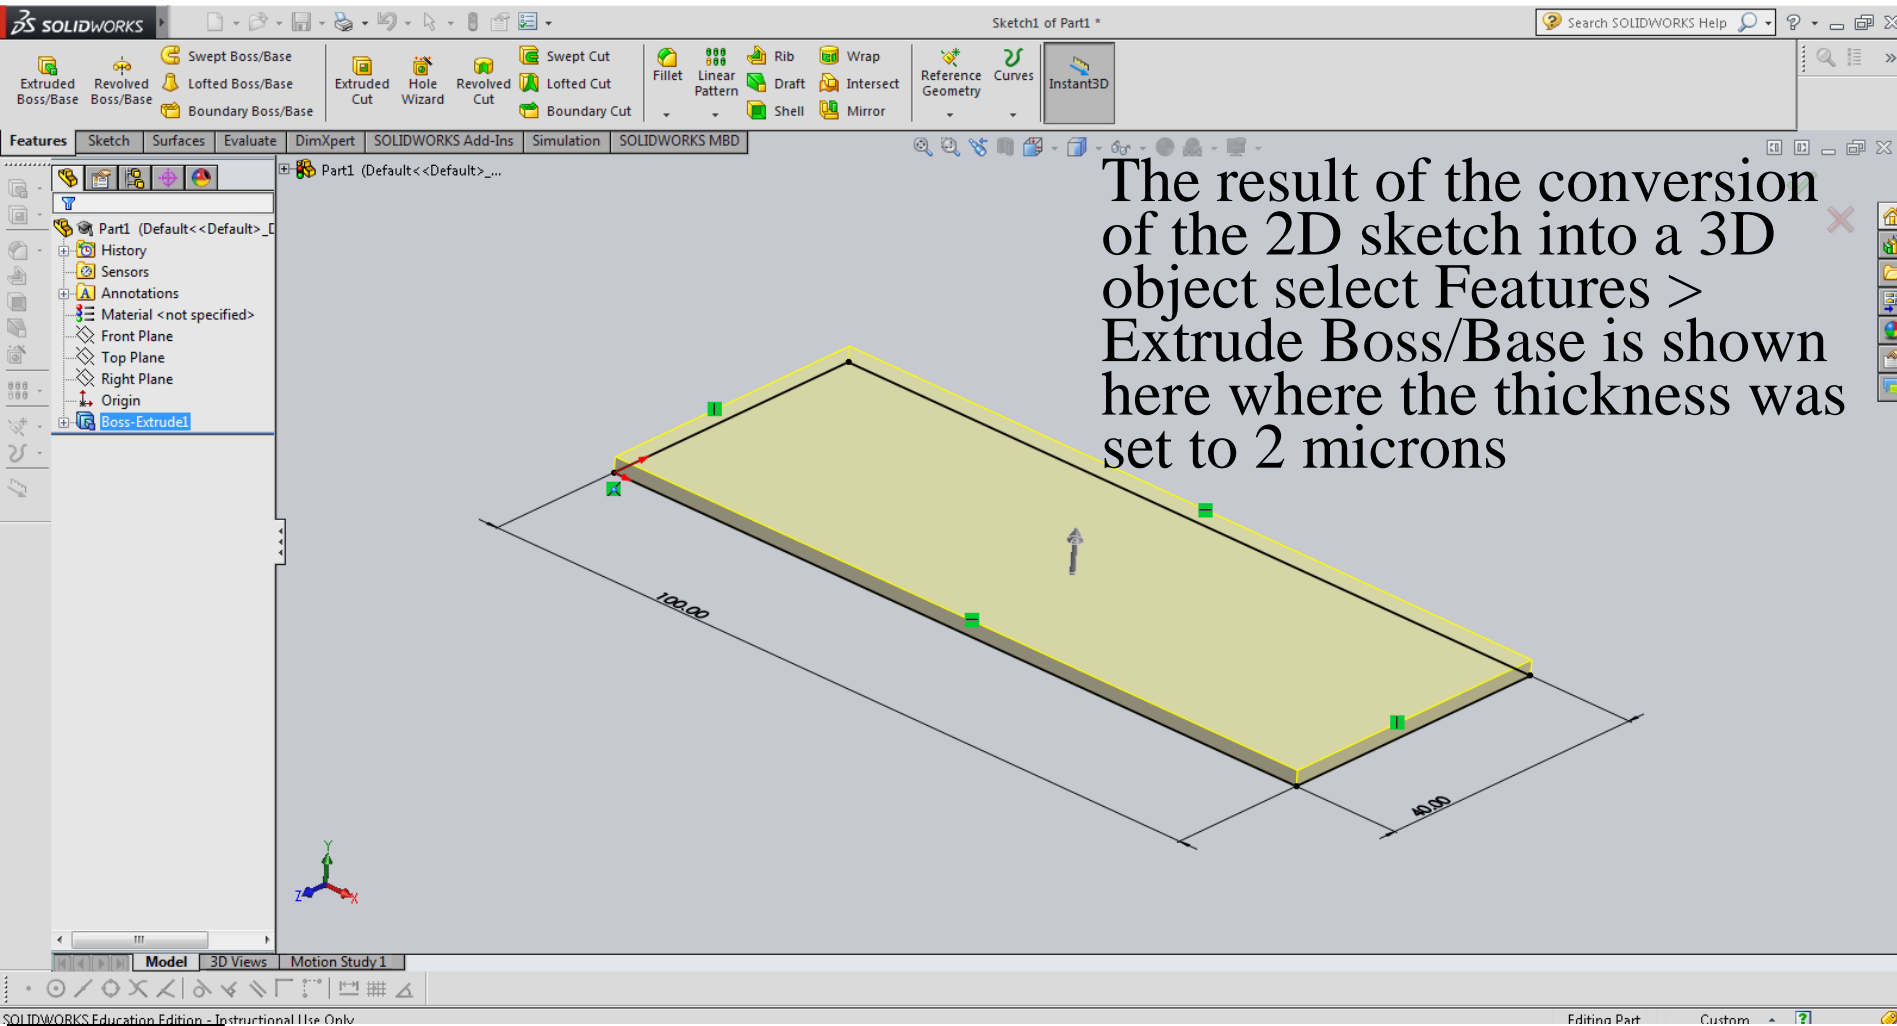 SOLIDWORKS
Sketch1 of Part1 *
Search SOLIDWORKS Help
Extruded Boss/Base
Revolved Boss/Base
Swept Boss/Base
Lofted Boss/Base
Boundary Boss/Base
Extruded Cut
Hole Wizard
Revolved Cut
Swept Cut
Lofted Cut
Boundary Cut
Fillet
Linear Pattern
Rib
Draft
Shell
Wrap
Intersect
Mirror
Reference Geometry
Curves
Instant3D
Features Sketch Surfaces Evaluate DimXpert SOLIDWORKS Add-Ins Simulation SOLIDWORKS MBD
Part1 (Default<<Default>_...
Part1 (Default<<Default>_D
History
Sensors
Annotations
Material <not specified>
Front Plane
Top Plane
Right Plane
Origin
Boss-Extrude1
The result of the conversion
of the 2D sketch into a 3D
object select Features >
Extrude Boss/Base is shown
here where the thickness was
set to 2 microns
100.00
40.00
Y
Z
X
Model 3D Views Motion Study 1
SOLIDWORKS Education Edition - Instructional Use Only
Editing Part Custom